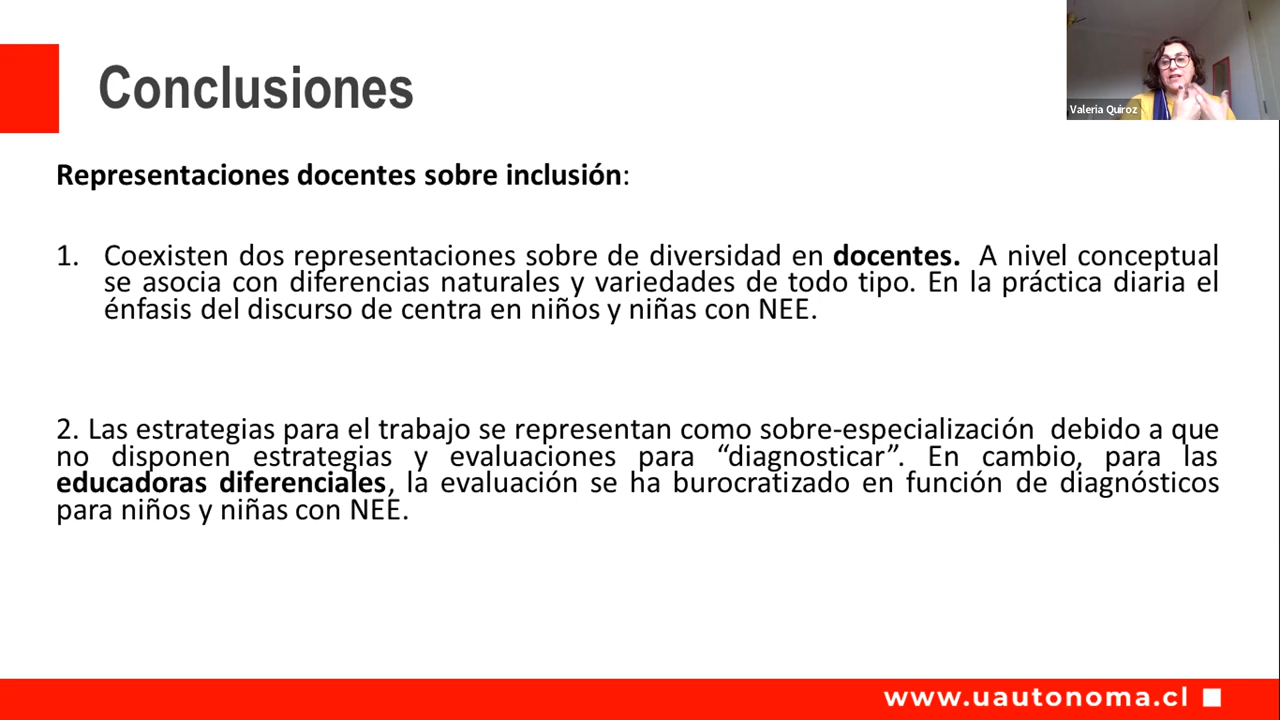 Conclusiones
Valeria Quiroz
Representaciones docentes sobre inclusión:
1. Coexisten dos representaciones sobre de diversidad en docentes. A nivel conceptual
se asocia con diferencias naturales y variedades de todo tipo. En la práctica diaria el
énfasis del discurso de centra en niños y niñas con NEE.
2. Las estrategias para el trabajo se representan como sobre-especialización debido a que
no disponen estrategias y evaluaciones para “diagnosticar”. En cambio, para las
educadoras diferenciales, la evaluación se ha burocratizado en función de diagnósticos
para niños y niñas con NEE.
www.uautonoma.cl